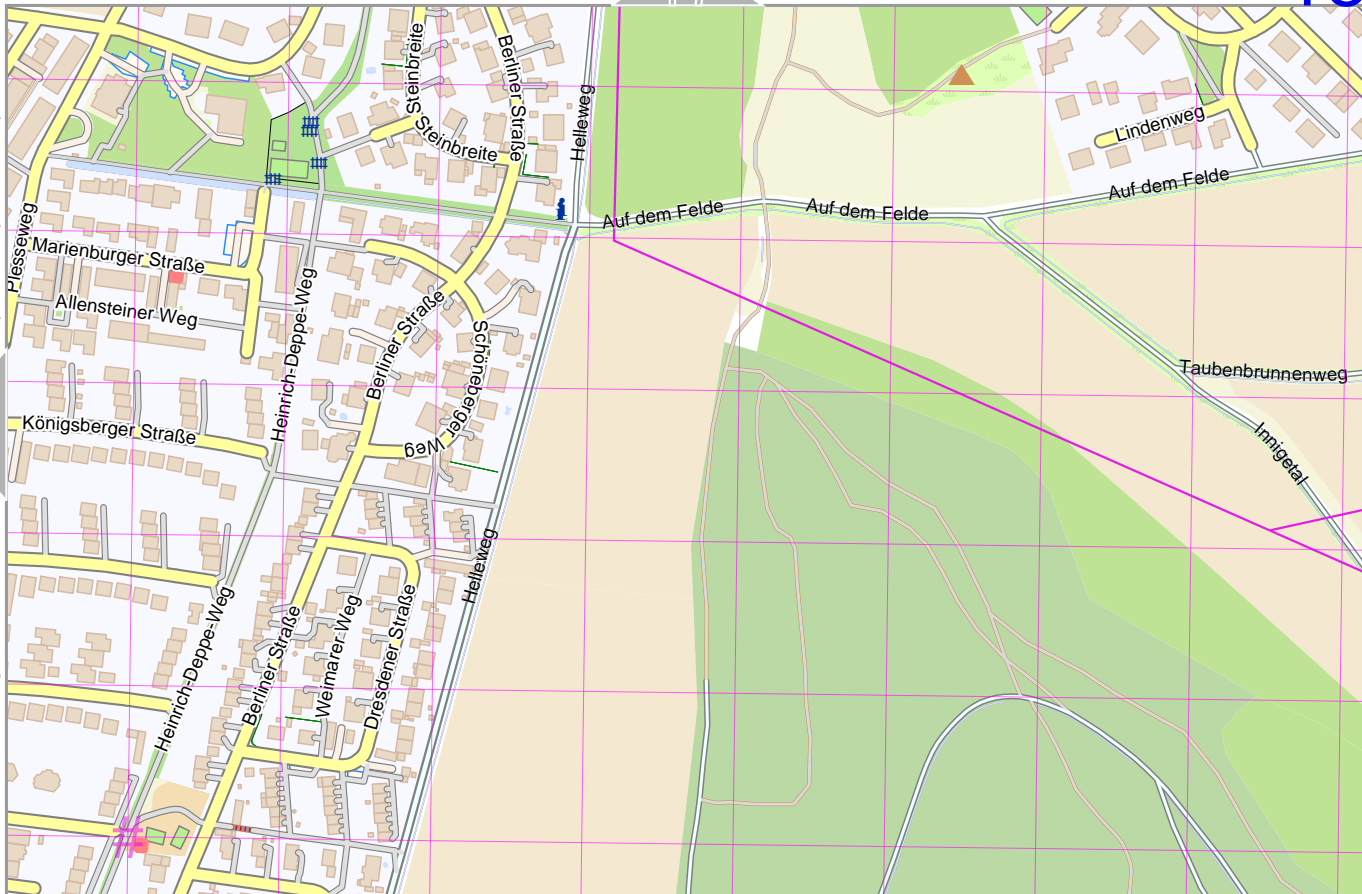 Steinbreite
Berliner Straße
Helleweg
Steinbreite
Lindenweg
Auf dem Felde
Auf dem Felde
Auf dem Felde
Plesseweg
Marienburger Straße
Allensteiner Weg
Heinrich-Deppe-Weg
Berliner Straße
Schöneberger Weg
Taubenbrunnenweg
Königsberger Straße
Innigetal
Helleweg
Heinrich-Deppe-Weg
Berliner Straße
Weimarer Weg
Dresdener Straße